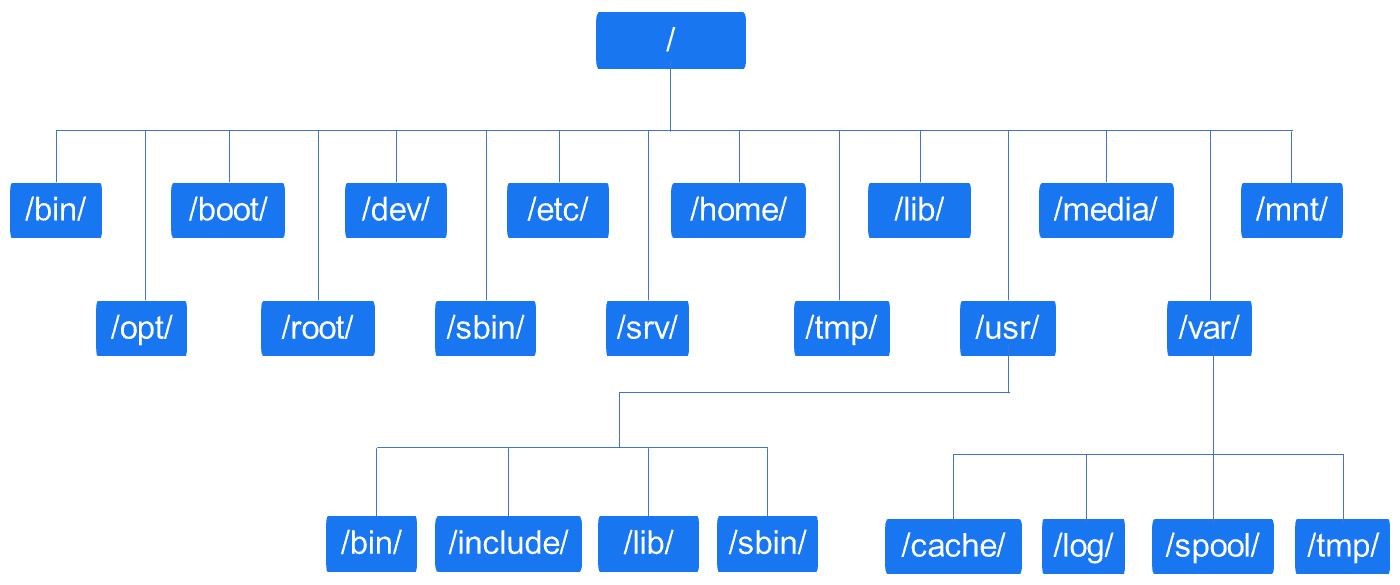 /
/bin/ /boot/ /dev/ /etc/ /home/ /lib/ /media/ /mnt/
/opt/ /root/ /sbin/ /srv/ /tmp/ /usr/ /var/
/bin/ /include/ /lib/ /sbin/ /cache/ /log/ /spool/ /tmp/